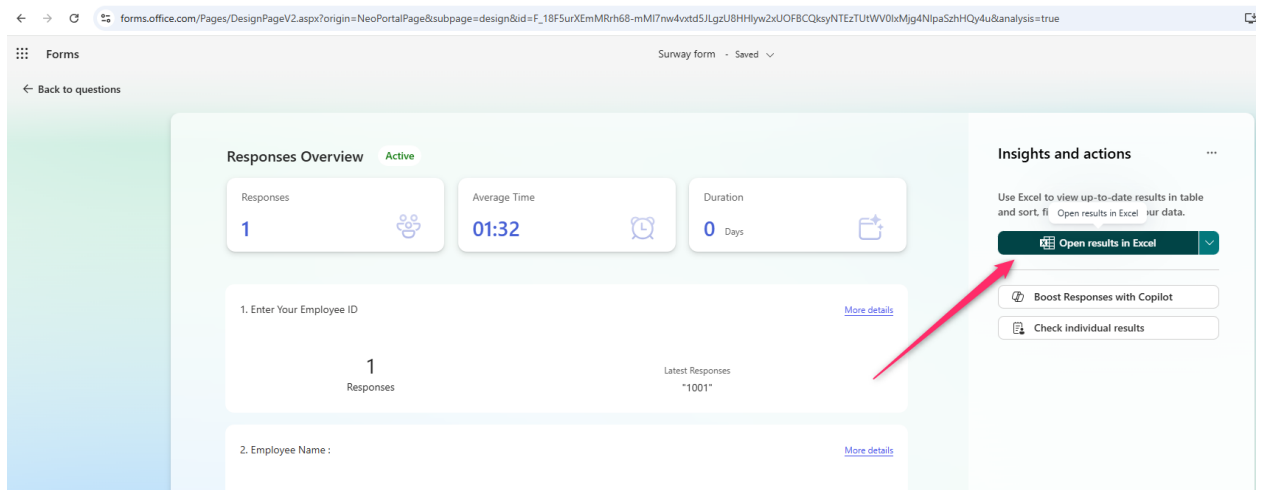 forms.office.com/Pages/DesignPageV2.aspx?origin=NeoPortalPage&subpage=design&id=F_18F5urXEmMRrh68-mMI7nw4vxtd5JLgzU8HHlyw2xUOFBCQksyNTEzTUtWV0lxMjg4NlpaSzhHQy4u&analysis=true
Forms
Surway form - Saved
Back to questions
Responses Overview Active
Insights and actions
Responses
1
Average Time
01:32
Duration
0 Days
Use Excel to view up-to-date results in table
and sort, fi Open results in Excel ur data.
Open results in Excel
Boost Responses with Copilot
Check individual results
1. Enter Your Employee ID
More details
1
Responses
Latest Responses
"1001"
2. Employee Name :
More details